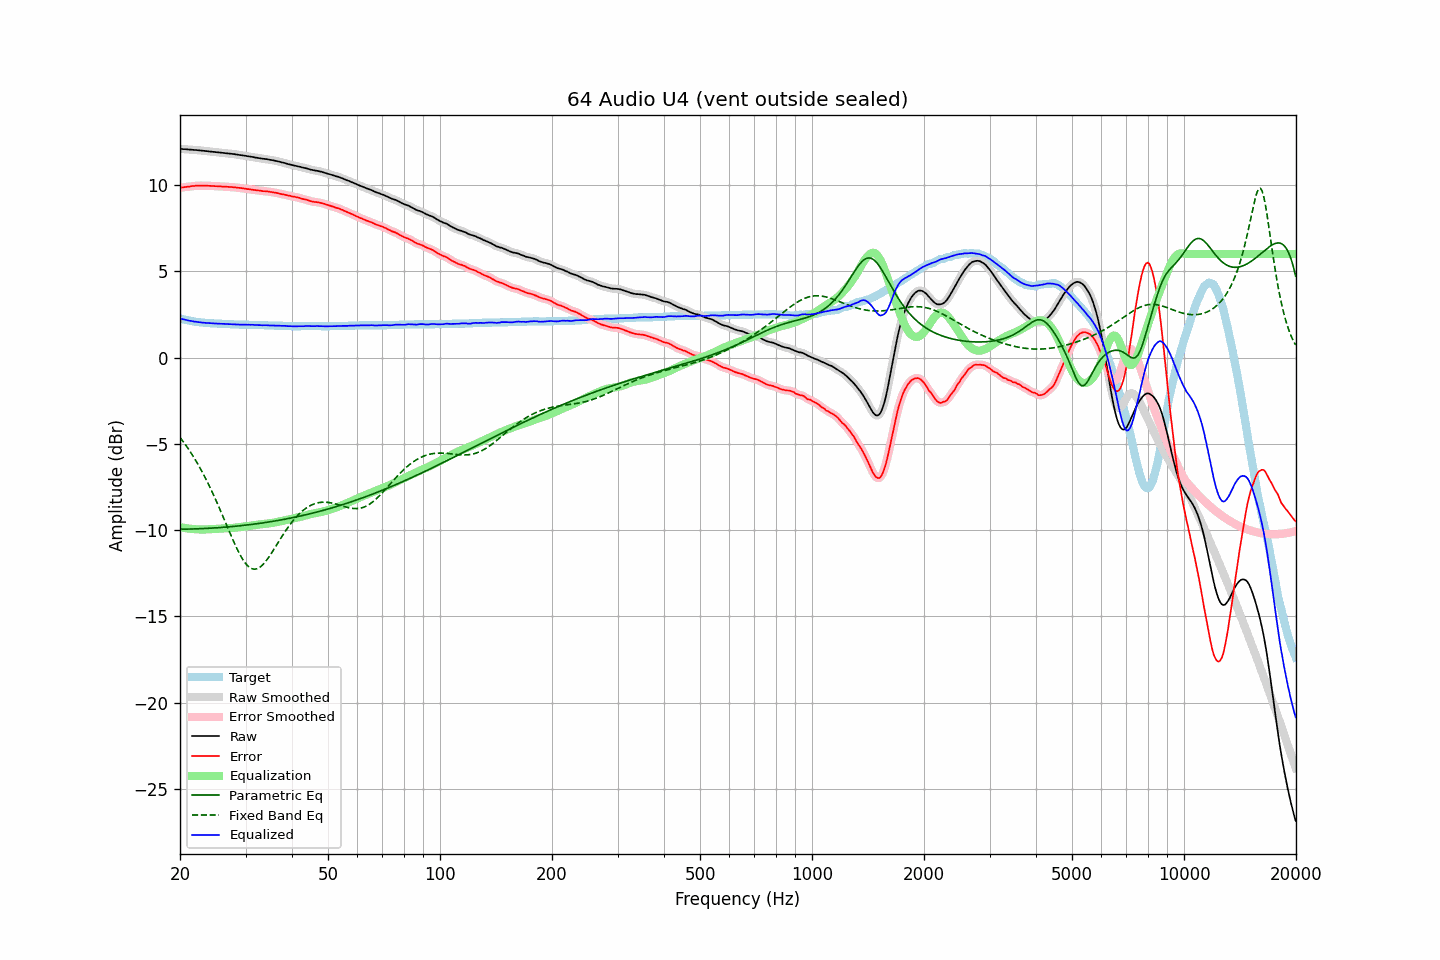 64 Audio U4 (vent outside sealed)
10
5
0
−5
−10
−15
−20
−25
Amplitude (dBr)
Target
Raw Smoothed
Error Smoothed
Raw
Error
Equalization
Parametric Eq
Fixed Band Eq
Equalized
20 50 100 200 500 1000 2000 5000 10000 20000
Frequency (Hz)